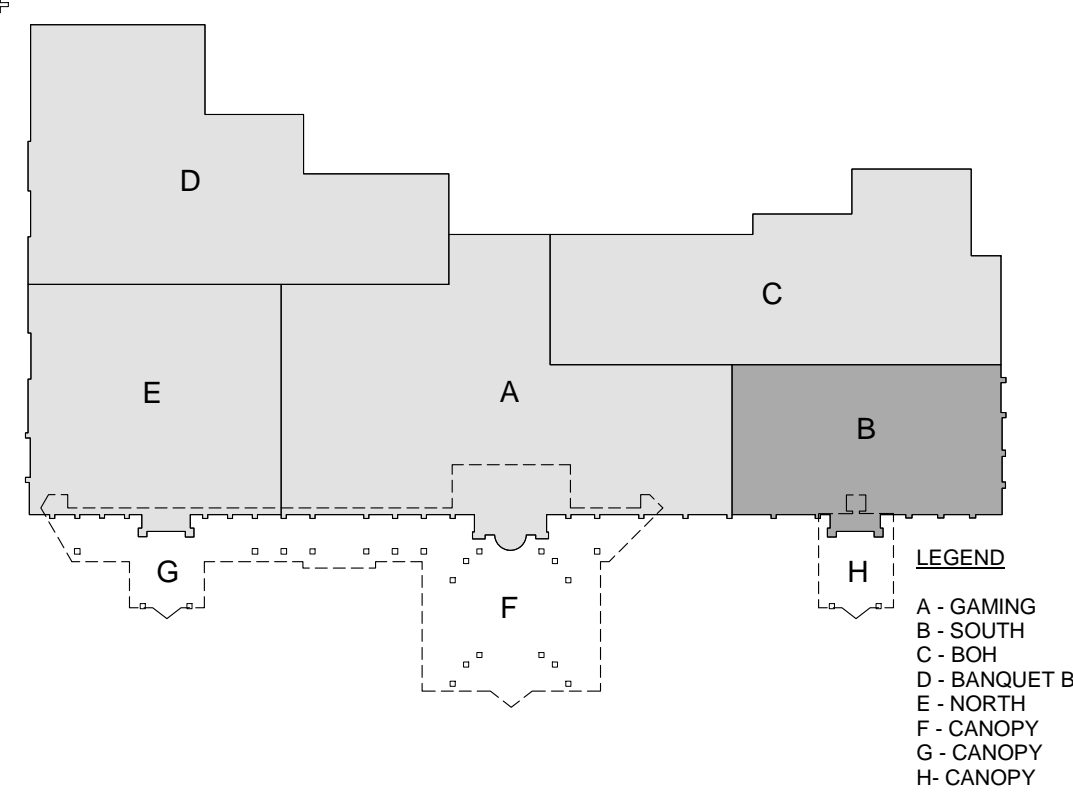 D
C
E
A
B
G
H
F
LEGEND
A - GAMING
B - SOUTH
C - BOH
D - BANQUET B
E - NORTH
F - CANOPY
G - CANOPY
H- CANOPY